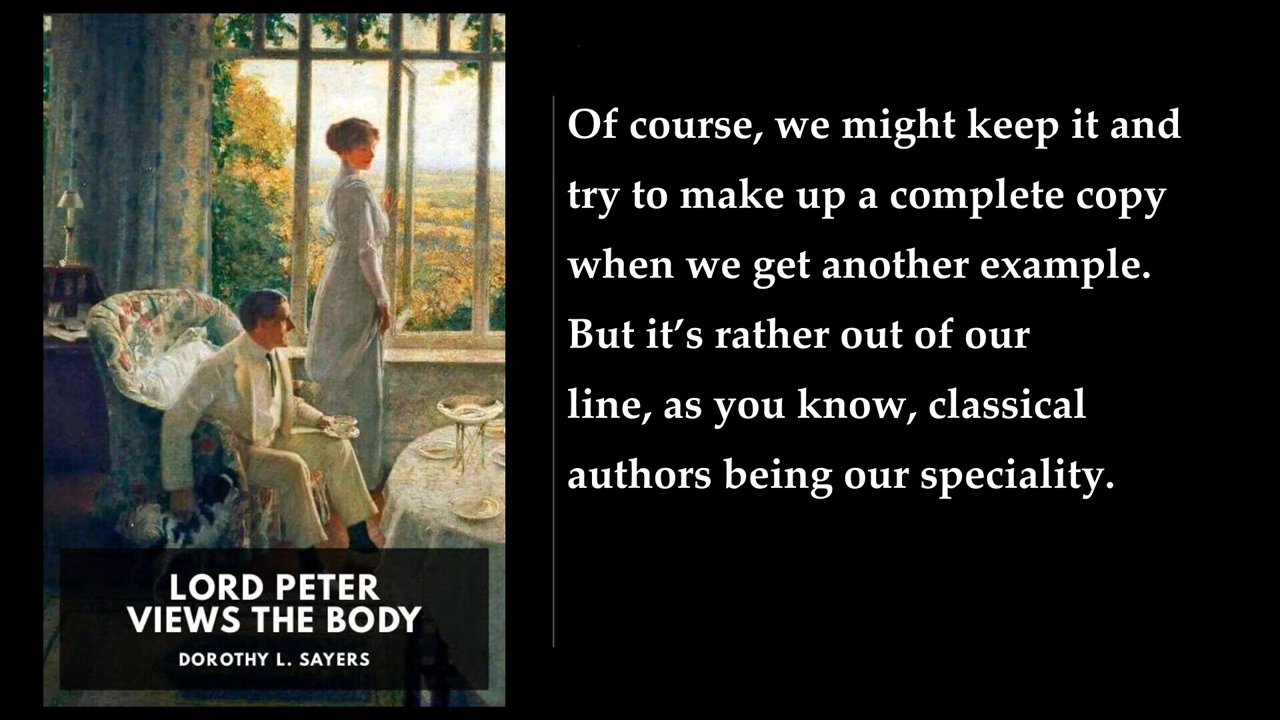 LORD PETER
VIEWS THE BODY
DOROTHY L. SAYERS
Of course, we might keep it and
try to make up a complete copy
when we get another example.
But it’s rather out of our
line, as you know, classical
authors being our speciality.